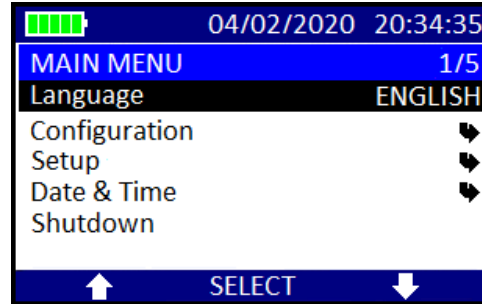 04/02/2020 20:34:35
MAIN MENU 1/5
Language ENGLISH
Configuration
Setup
Date & Time
Shutdown
SELECT